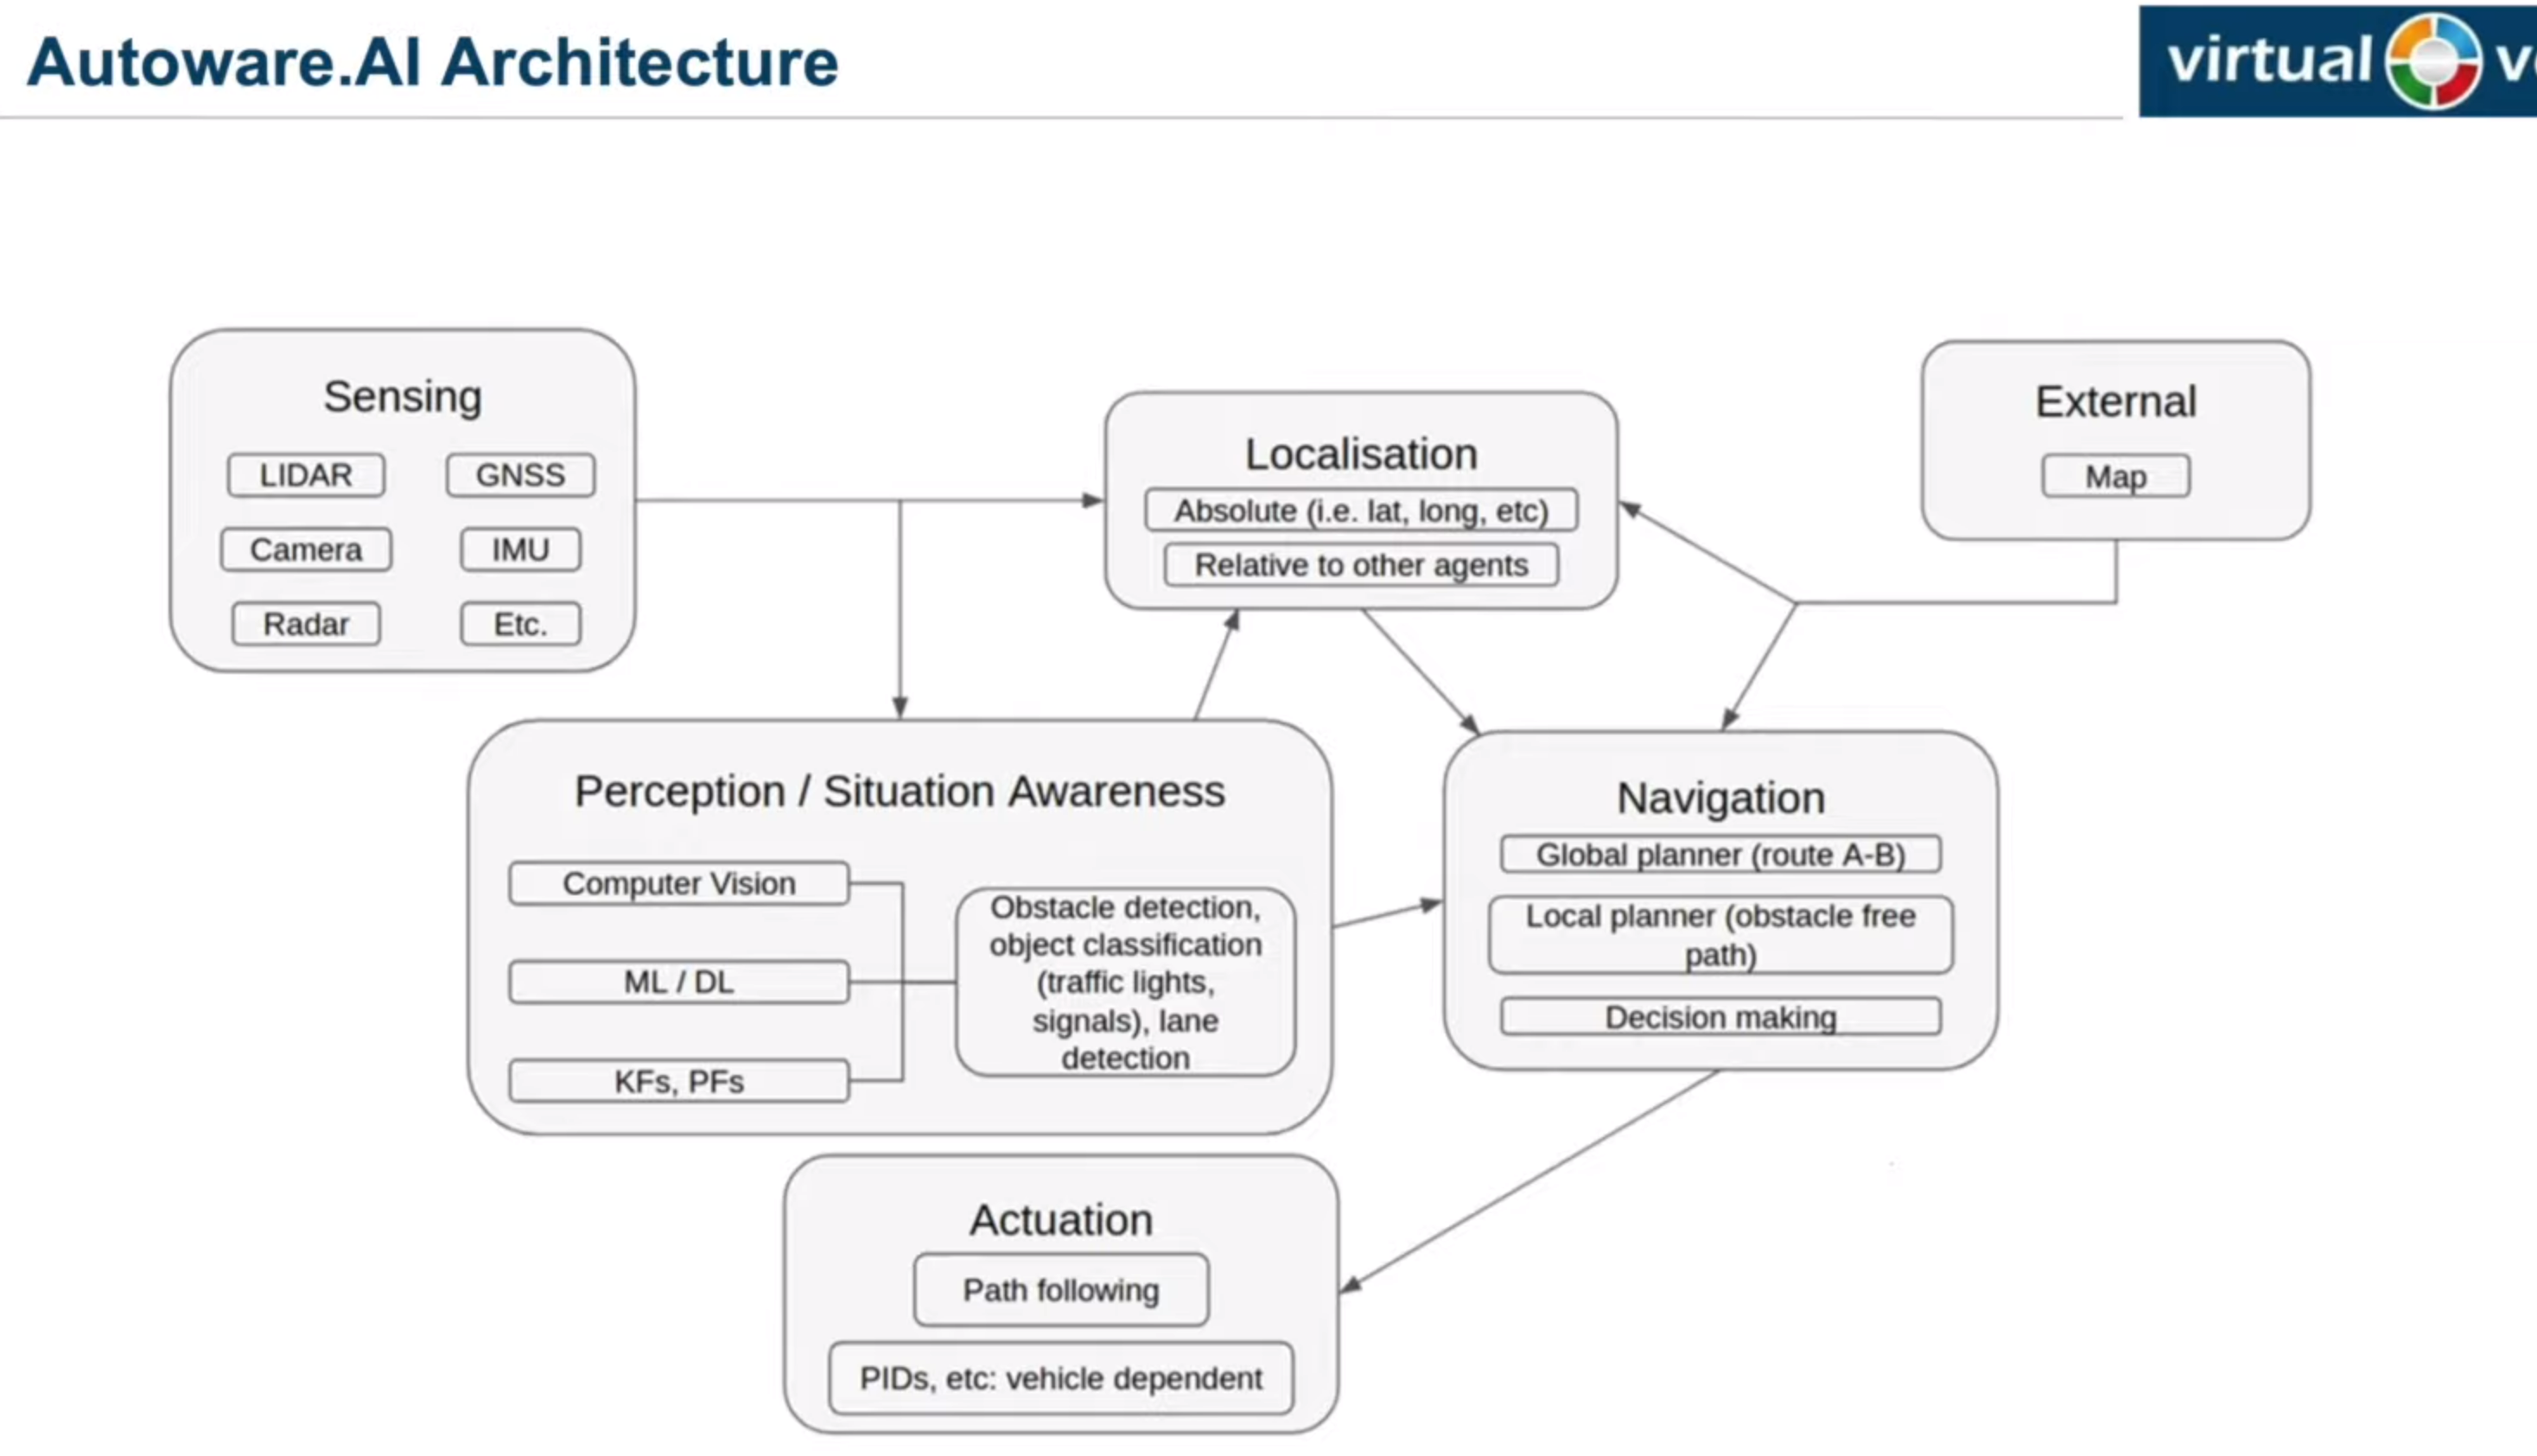 Autoware.AI Architecture
virtual
Sensing
LIDAR
GNSS
Camera
IMU
Radar
Etc.
Localisation
Absolute (i.e. lat, long, etc)
Relative to other agents
External
Map
Perception / Situation Awareness
Computer Vision
ML / DL
KFs, PFs
Obstacle detection,
object classification
(traffic lights,
signals), lane
detection
Navigation
Global planner (route A-B)
Local planner (obstacle free
path)
Decision making
Actuation
Path following
PIDs, etc: vehicle dependent